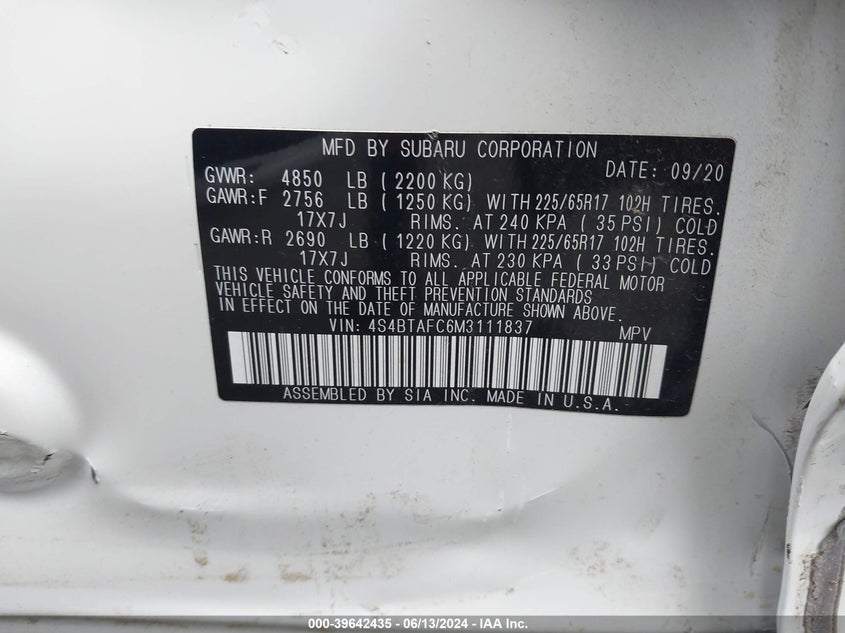 MFD BY SUBARU CORPORATION
DATE: 09/20
GVWR: 4850 LB ( 2200 KG)
GAWR:F 2756 LB ( 1250 KG) WITH 225/65R17 102H TIRES.
17X7J RIMS. AT 240 KPA ( 35 PSI) COLD
GAWR:R 2690 LB ( 1220 KG) WITH 225/65R17 102H TIRES.
17X7J RIMS. AT 230 KPA ( 33 PSI) COLD
THIS VEHICLE CONFORMS TO ALL APPLICABLE FEDERAL MOTOR
VEHICLE SAFETY AND THEFT PREVENTION STANDARDS
IN EFFECT ON THE DATE OF MANUFACTURE SHOWN ABOVE.
VIN: 4S4BTAFC6M3111837 MPV
ASSEMBLED BY SIA INC. MADE IN U.S.A.
000-39642435 - 06/13/2024 - IAA Inc.